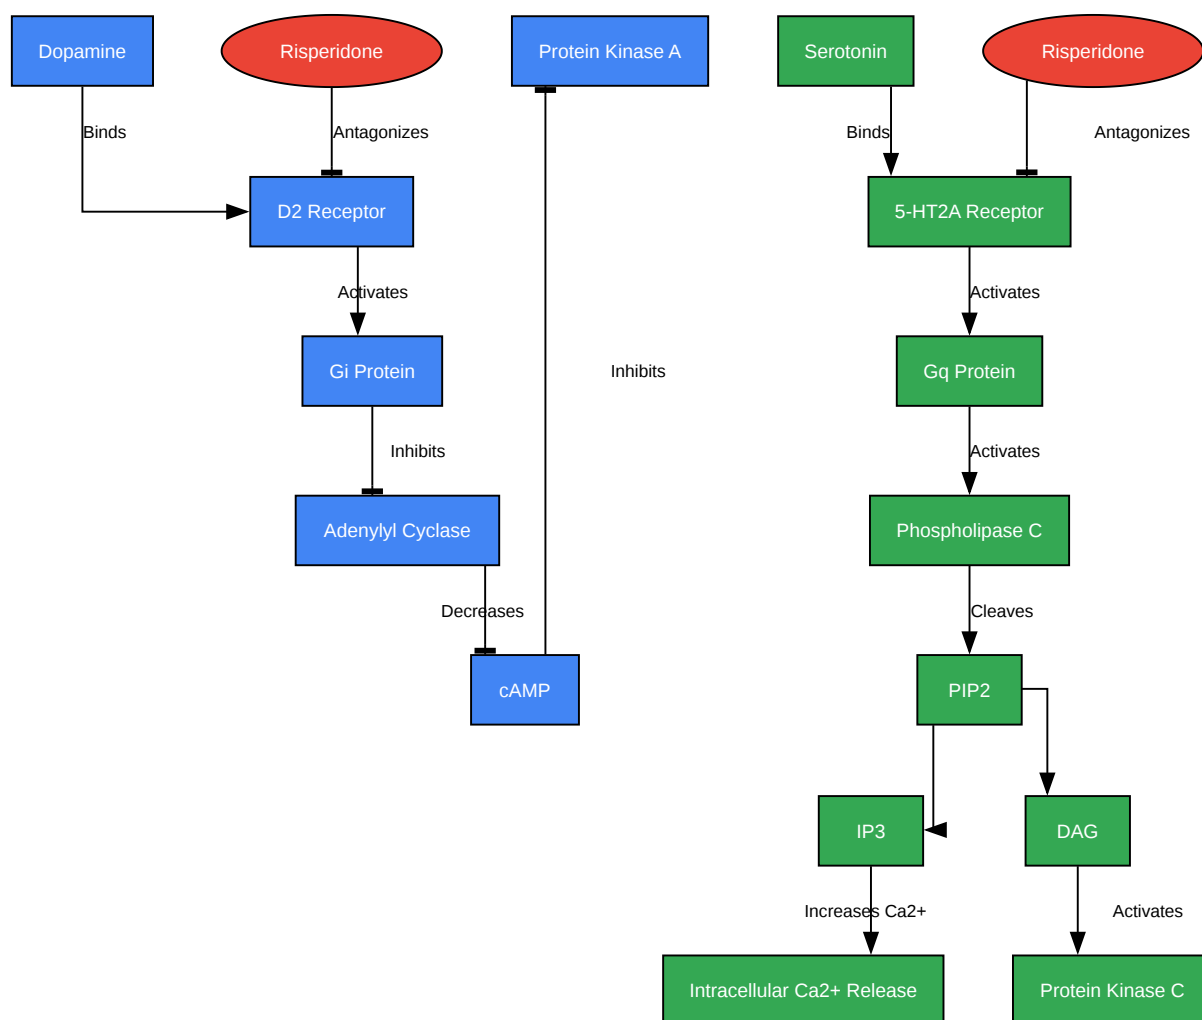 Dopamine
Risperidone
Protein Kinase A
Serotonin
Risperidone
Binds
Antagonizes
Binds
Antagonizes
D2 Receptor
5-HT2A Receptor
Activates
Activates
Gi Protein
Inhibits
Gq Protein
Inhibits
Activates
Adenylyl Cyclase
Phospholipase C
Decreases
Cleaves
cAMP
PIP2
IP3
DAG
Increases Ca2+
Activates
Intracellular Ca2+ Release
Protein Kinase C